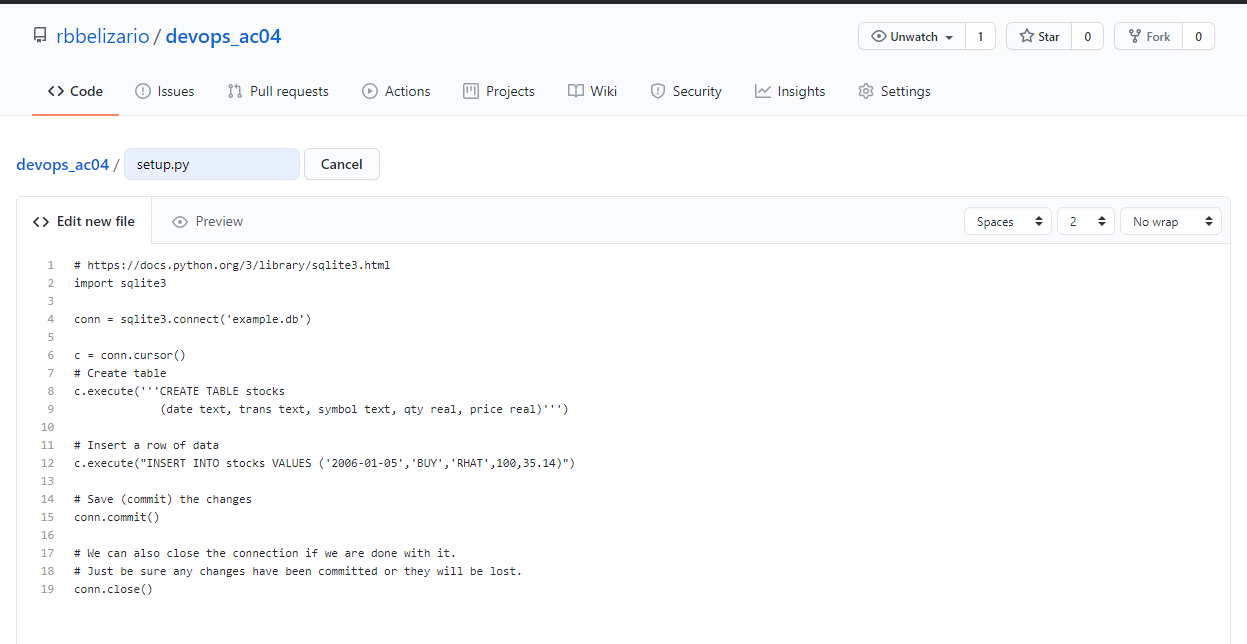 rbbelizario / devops_ac04
Unwatch 1 Star 0 Fork 0
Code Issues Pull requests Actions Projects Wiki Security Insights Settings
devops_ac04 / setup.py Cancel
Edit new file Preview Spaces 2 No wrap
1 # https://docs.python.org/3/library/sqlite3.html
2 import sqlite3
3
4 conn = sqlite3.connect('example.db')
5
6 c = conn.cursor()
7 # Create table
8 c.execute('''CREATE TABLE stocks
9              (date text, trans text, symbol text, qty real, price real)''')
10
11 # Insert a row of data
12 c.execute("INSERT INTO stocks VALUES ('2006-01-05','BUY','RHAT',100,35.14)")
13
14 # Save (commit) the changes
15 conn.commit()
16
17 # We can also close the connection if we are done with it.
18 # Just be sure any changes have been committed or they will be lost.
19 conn.close()